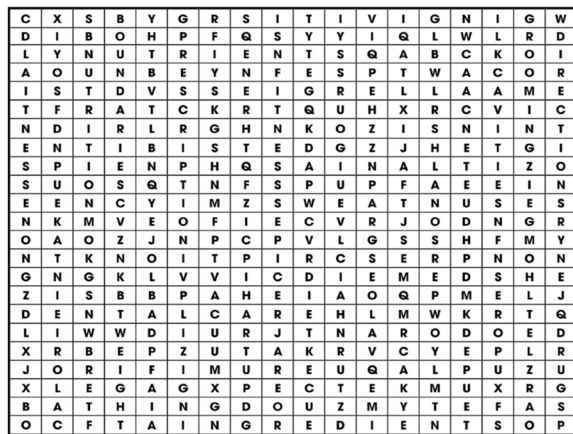 C X S B Y G R S I T I V I G N I G W
D I B O H P F Q S Y Y I Q L W L R D
L Y N U T R I E N T S Q A B C K O I
A O U N B E Y N F E S P T W A C O R
I S T D V S S E I G R E L L A A M E
T F R A T C K R T Q U H X R C V I C
N D I R L R G H N K O Z I S N I N T
E N T I B I S T E D G Z J H E T G I
S P I E N P H Q S A I N A L T I Z O
S U O S Q T N F S P U P F A E E I N
E E N C Y I M Z S W E A T N U S E S
N K M V E O F I E C V R J O D N G R
O A O Z J N P C P V L G S S H F M Y
N T K N O I T P I R C S E R P N O N
G N G K L V V I C D I E M E D S H E
Z I S B B P A H E I A O Q P M E L J
D E N T A L C A R E H L M W K R T Q
L I W W D I U R J T N A R O D O E D
X R B E P Z U T A K R V C Y E P L R
J O R I F I M U R E U Q A L P U Z U
X L E G A G X P E C T E K M U X R G
B A T H I N G D O U Z M Y T E F A S
O C F T A I N G R E D I E N T S O P